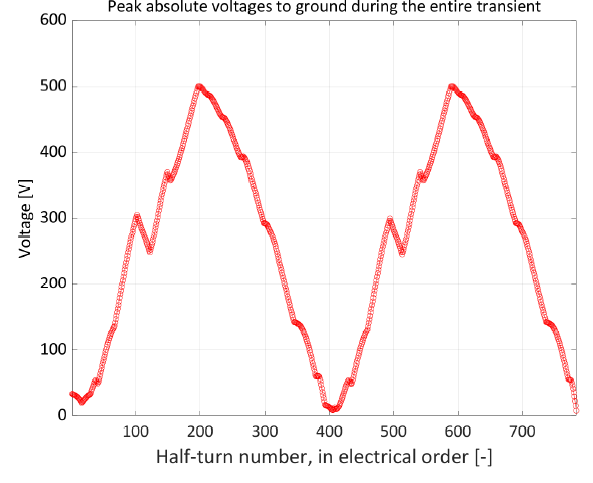 Peak absolute voltages to ground during the entire transient
600
500
400
300
200
100
0
Voltage [V]
100 200 300 400 500 600 700
Half-turn number, in electrical order [-]